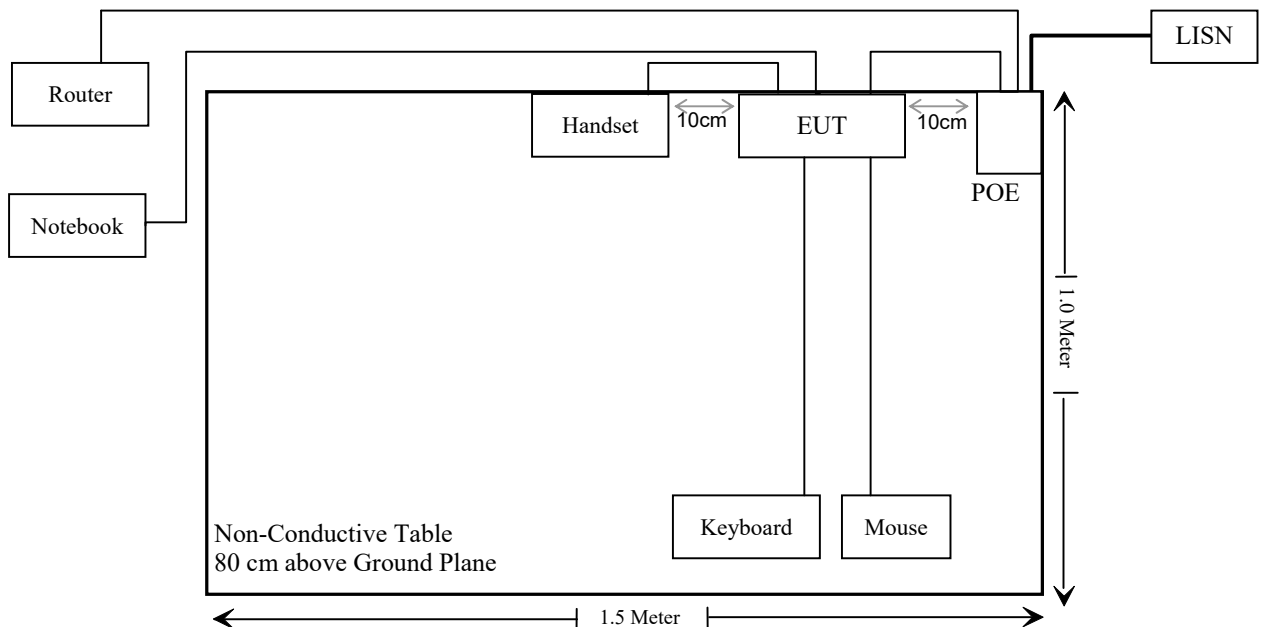 LISN
Router
Handset
10cm
EUT
10cm
POE
Notebook
1.0 Meter
Keyboard
Mouse
Non-Conductive Table
80 cm above Ground Plane
1.5 Meter